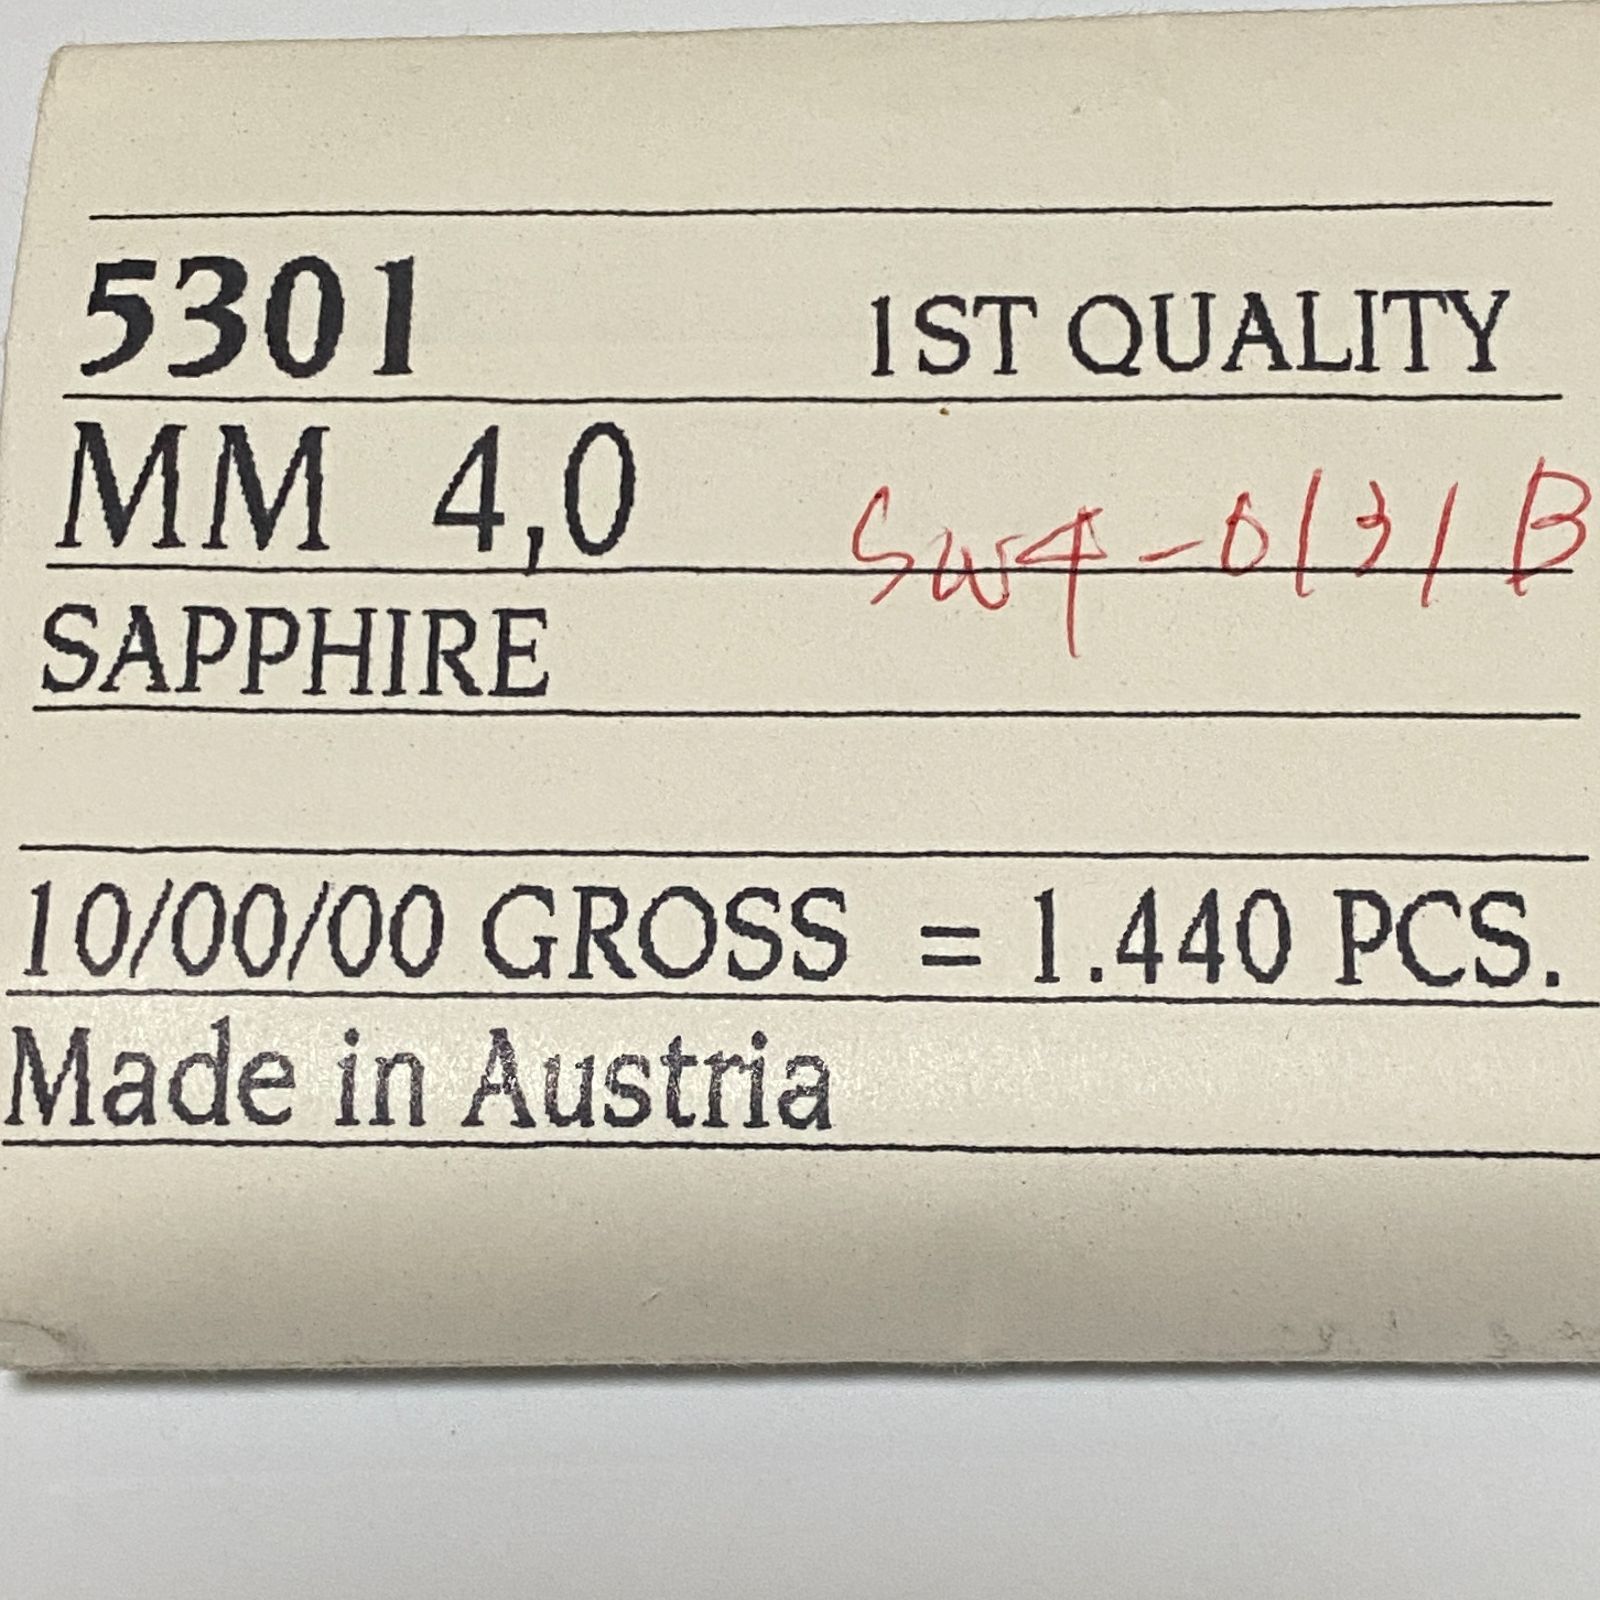 5301 1ST QUALITY
MM 4,0 SW4-0131B
SAPPHIRE
10/00/00 GROSS = 1.440 PCS.
Made in Austria